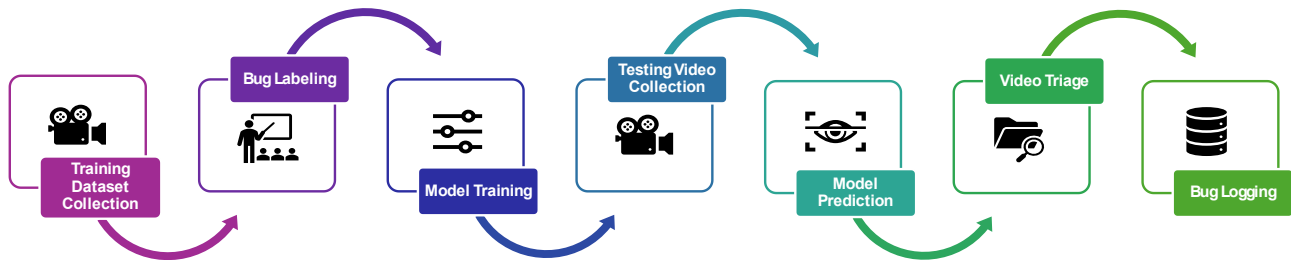 Training
Dataset
Collection
Bug Labeling
Model Training
Testing Video
Collection
Model
Prediction
Video Triage
Bug Logging